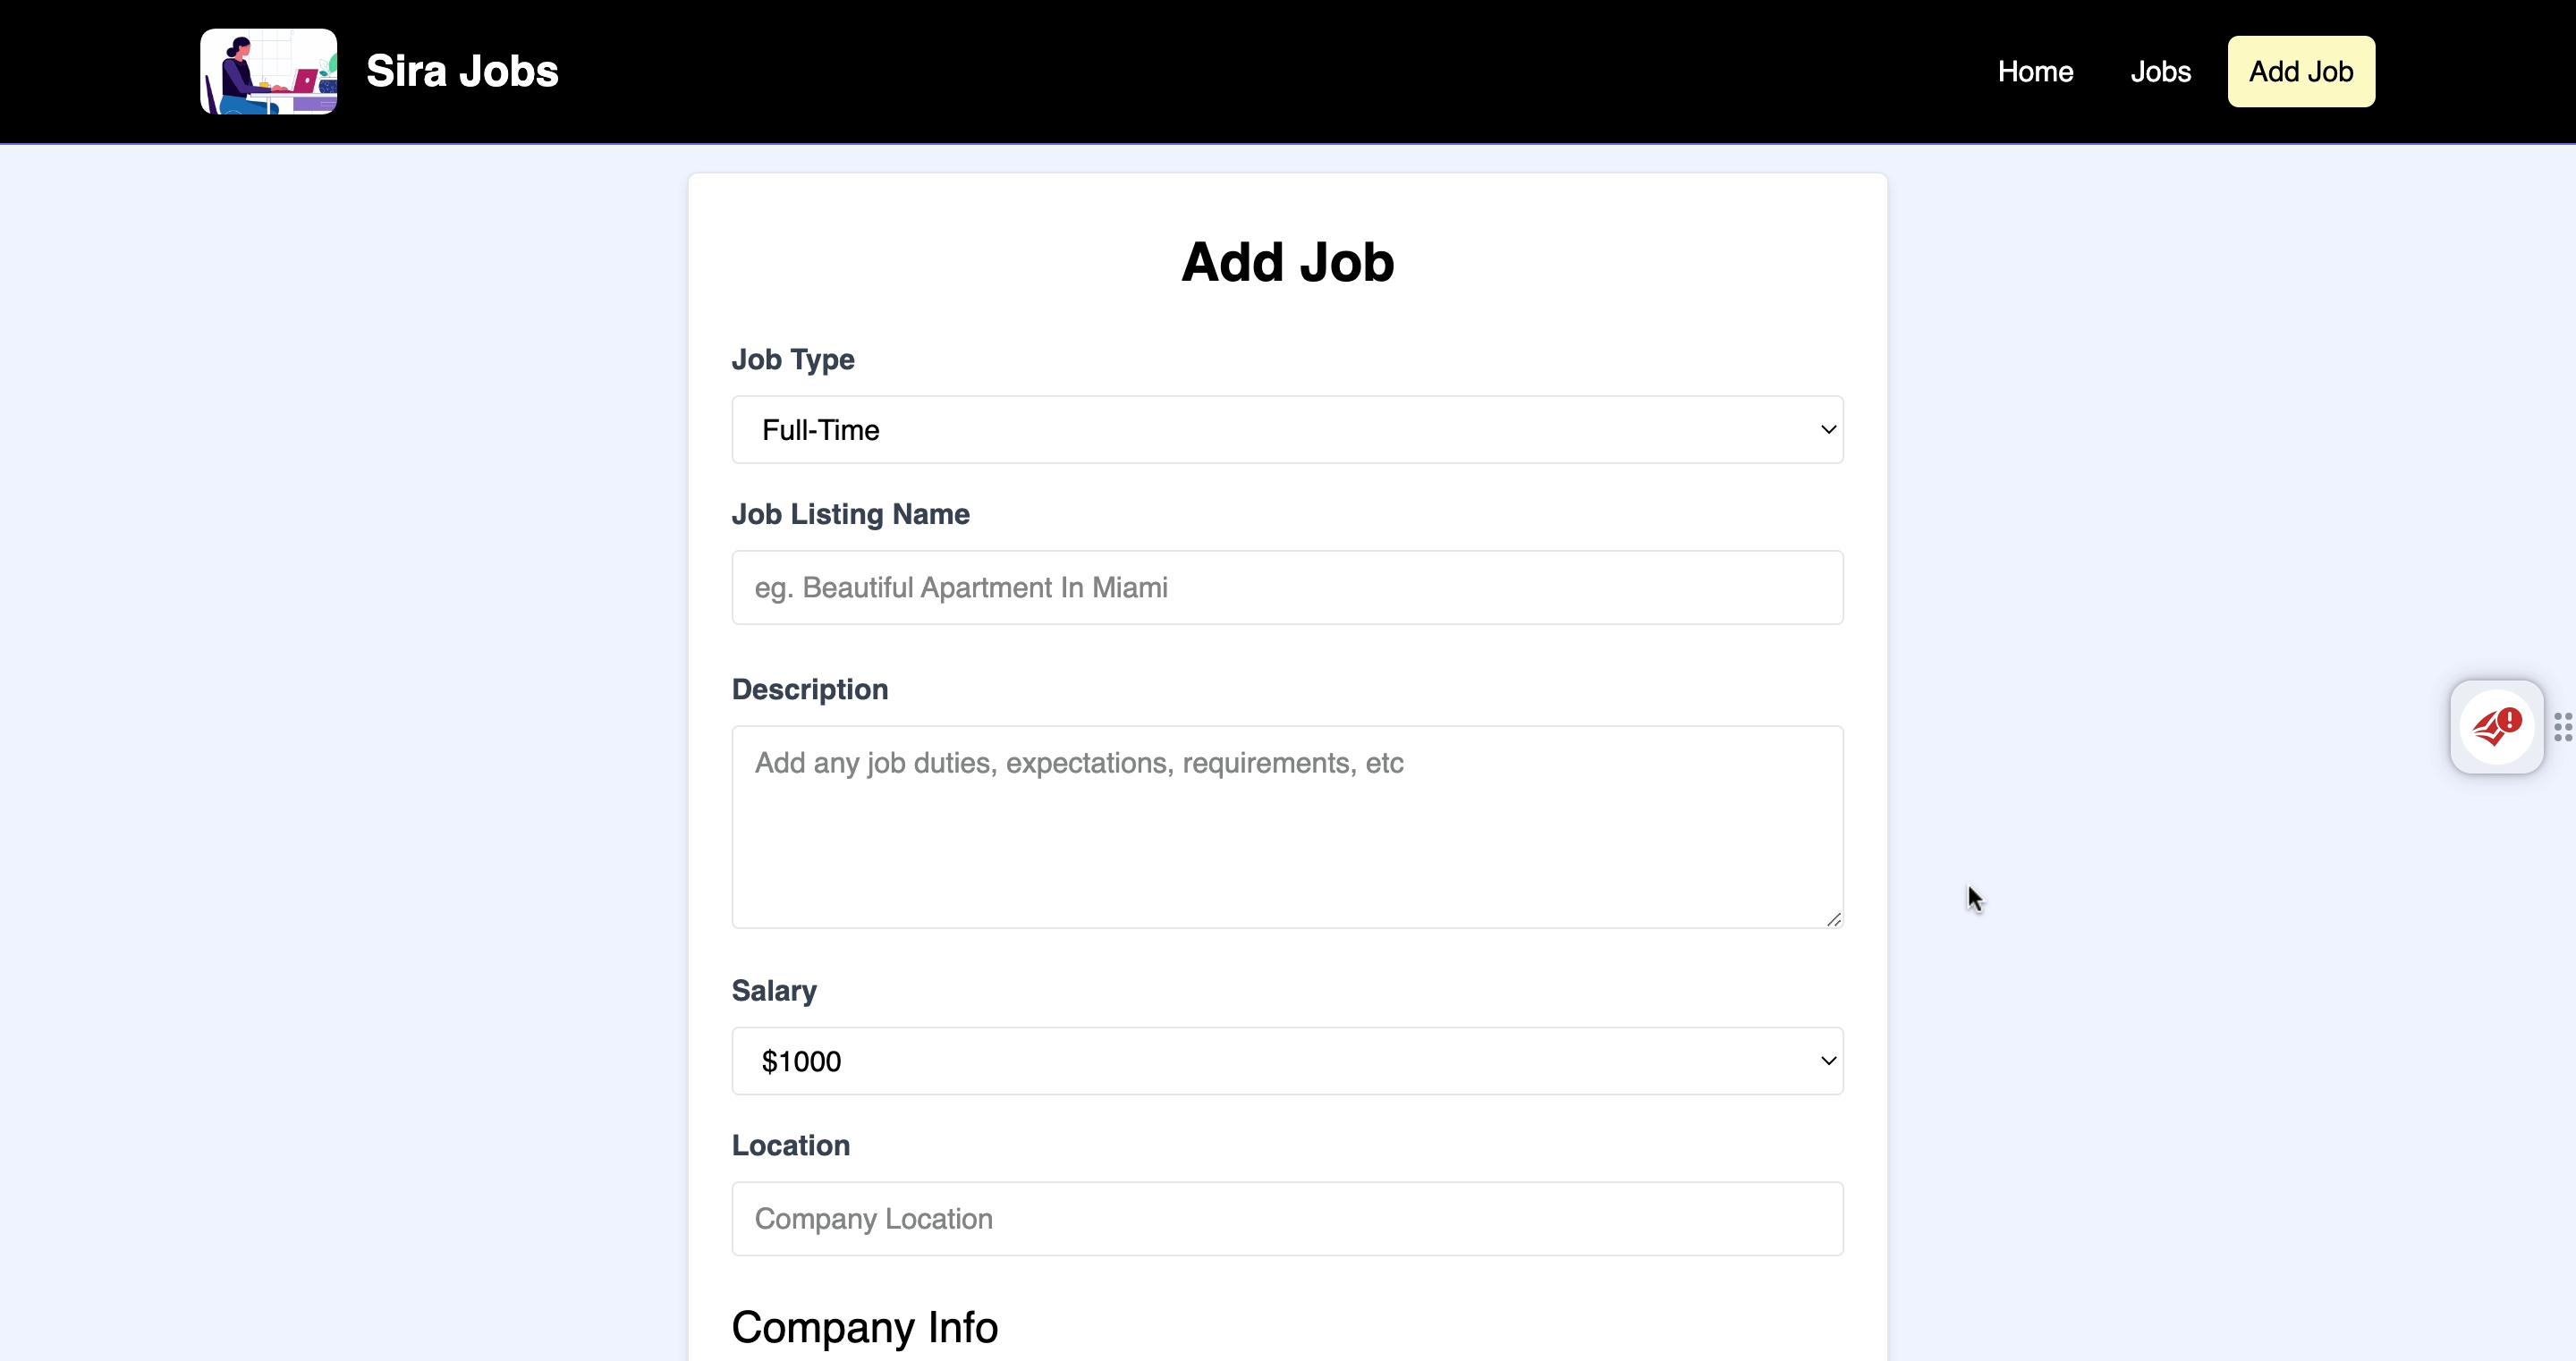 Sira Jobs
Home
Jobs
Add Job
Add Job
Job Type
Full-Time
Job Listing Name
eg. Beautiful Apartment In Miami
Description
Add any job duties, expectations, requirements, etc
Salary
$1000
Location
Company Location
Company Info